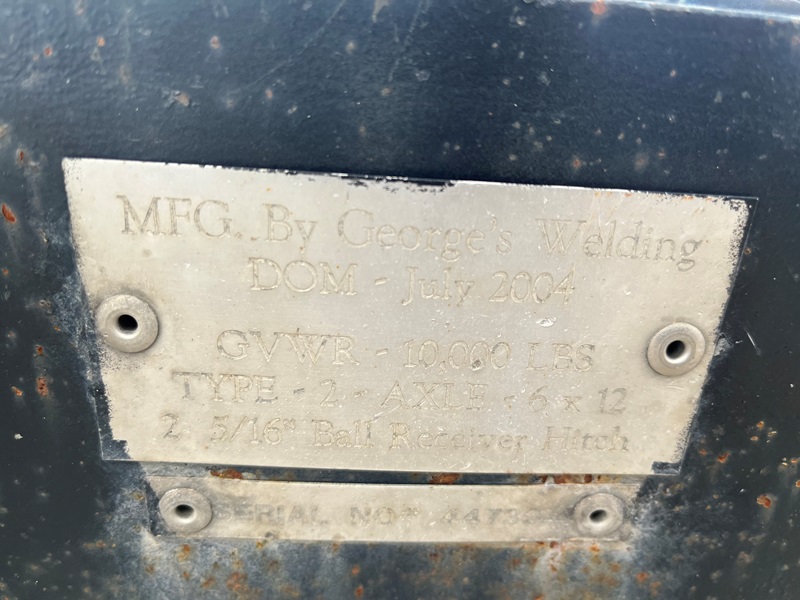 MFG. By George's Welding
DOM - July 2004
GVWR - 10,000 LBS
TYPE - 2 - AXLE - 6 x 12
2 5/16" Ball Receiver Hitch
SERIAL NO*